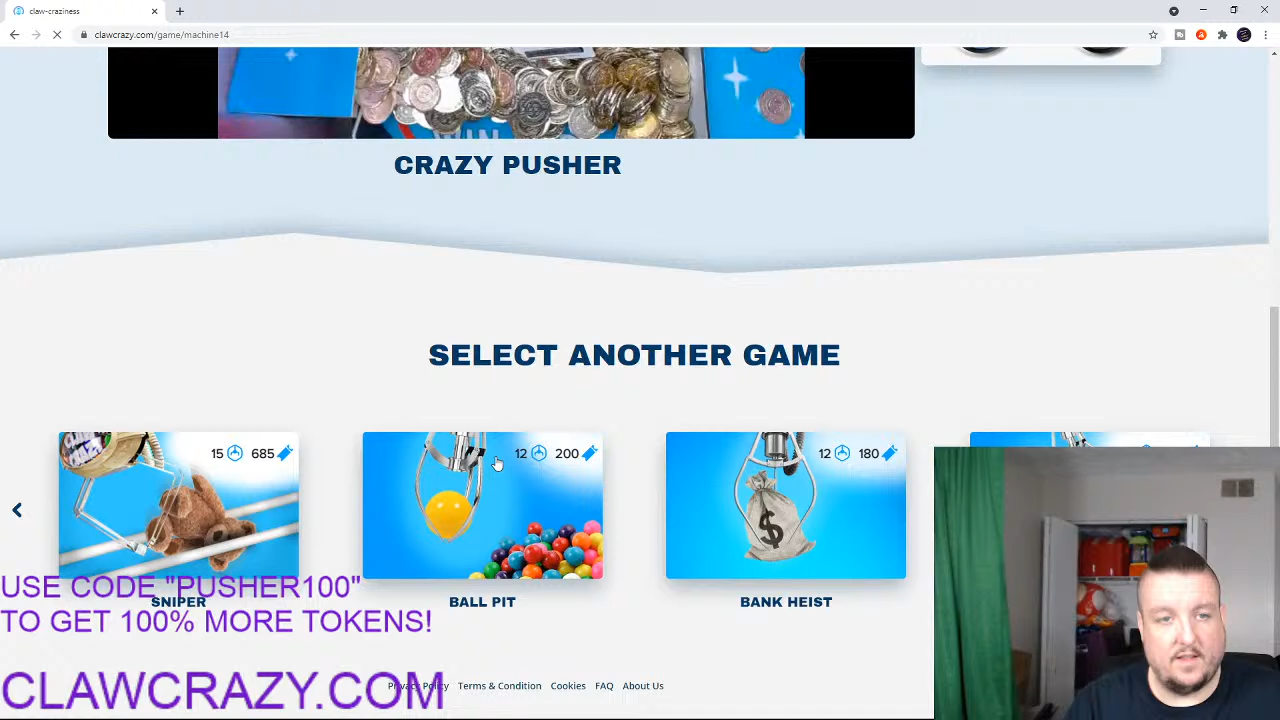 claw-craziness
clawcrazy.com/game/machine14
CRAZY PUSHER
SELECT ANOTHER GAME
15 685
12 200
12 180
SNIPER
BALL PIT
BANK HEIST
USE CODE "PUSHER100"
TO GET 100% MORE TOKENS!
CLAWCRAZY.COM
Privacy Policy Terms & Condition Cookies FAQ About Us